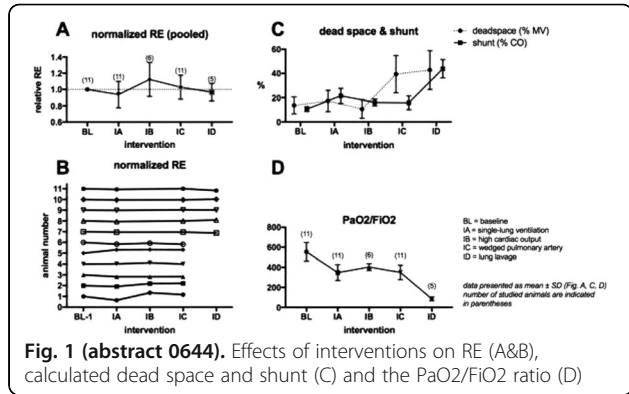 A
normalized RE (pooled)
relative RE
1.4
1.2
1.0
0.8
0.6
(11)
(11)
(6)
(11)
(5)
BL
IA
IB
IC
ID
intervention
C
dead space & shunt
deadspace (% MV)
shunt (% CO)
%
60
40
20
0
BL
IA
IB
IC
ID
intervention
B
normalized RE
animal number
11
10
9
8
7
6
5
4
3
2
1
0
BL-1
IA
IB
IC
ID
intervention
D
PaO2/FiO2
800
600
400
200
0
(11)
(11)
(6)
(11)
(5)
BL
IA
IB
IC
ID
intervention
BL = baseline
IA = single-lung ventilation
IB = high cardiac output
IC = wedged pulmonary artery
ID = lung lavage
data presented as mean ± SD (Fig. A, C, D)
number of studied animals are indicated
in parentheses
Fig. 1 (abstract 0644). Effects of interventions on RE (A&B),
calculated dead space and shunt (C) and the PaO2/FiO2 ratio (D)